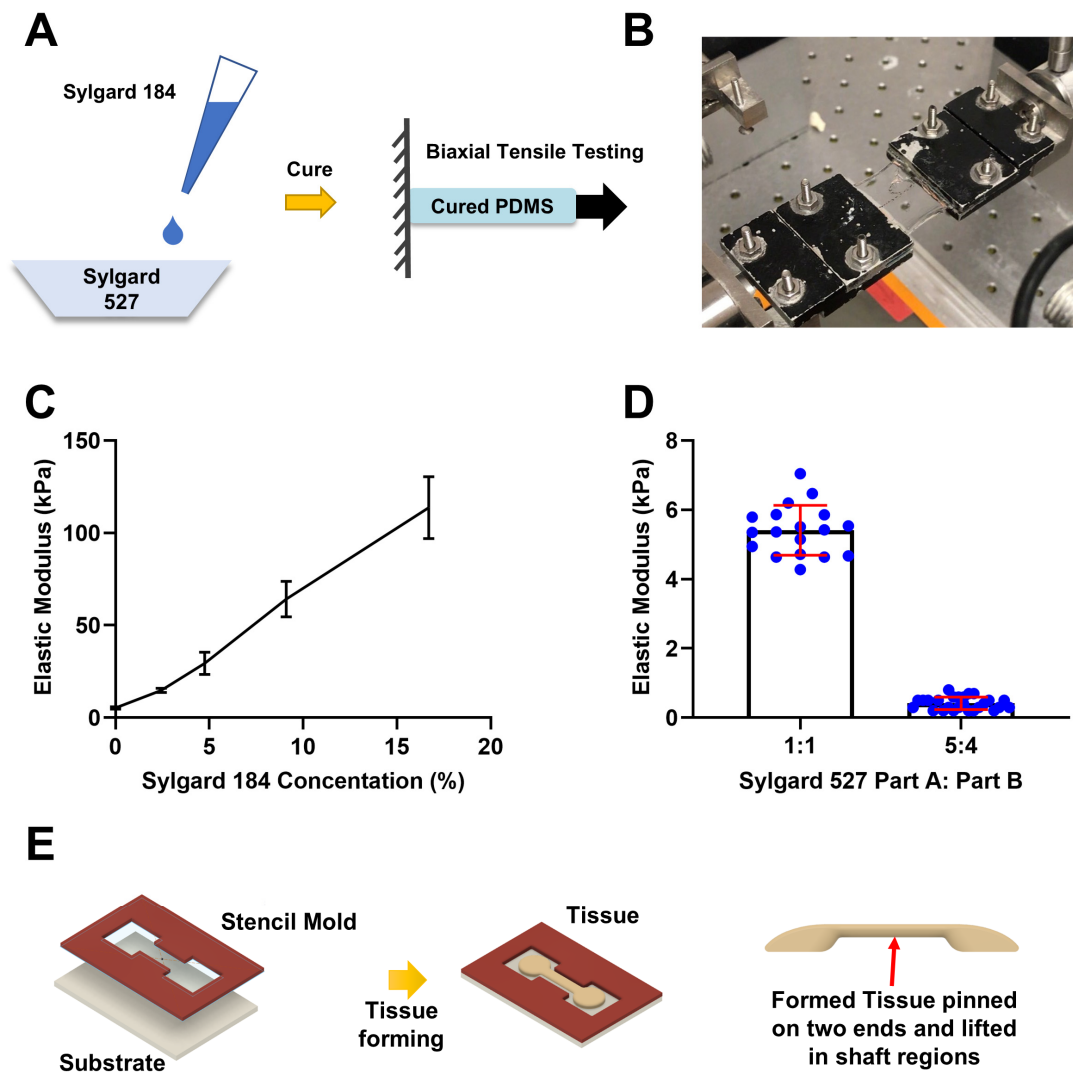 A
Sylgard 184
Sylgard
527
Cure
Biaxial Tensile Testing
Cured PDMS
B
C
Elastic Modulus (kPa)
150
100
50
0
0
5
10
15
20
Sylgard 184 Concentation (%)
D
Elastic Modulus (kPa)
8
6
4
2
0
1:1
5:4
Sylgard 527 Part A: Part B
E
Stencil Mold
Substrate
Tissue
forming
Tissue
Formed Tissue pinned
on two ends and lifted
in shaft regions